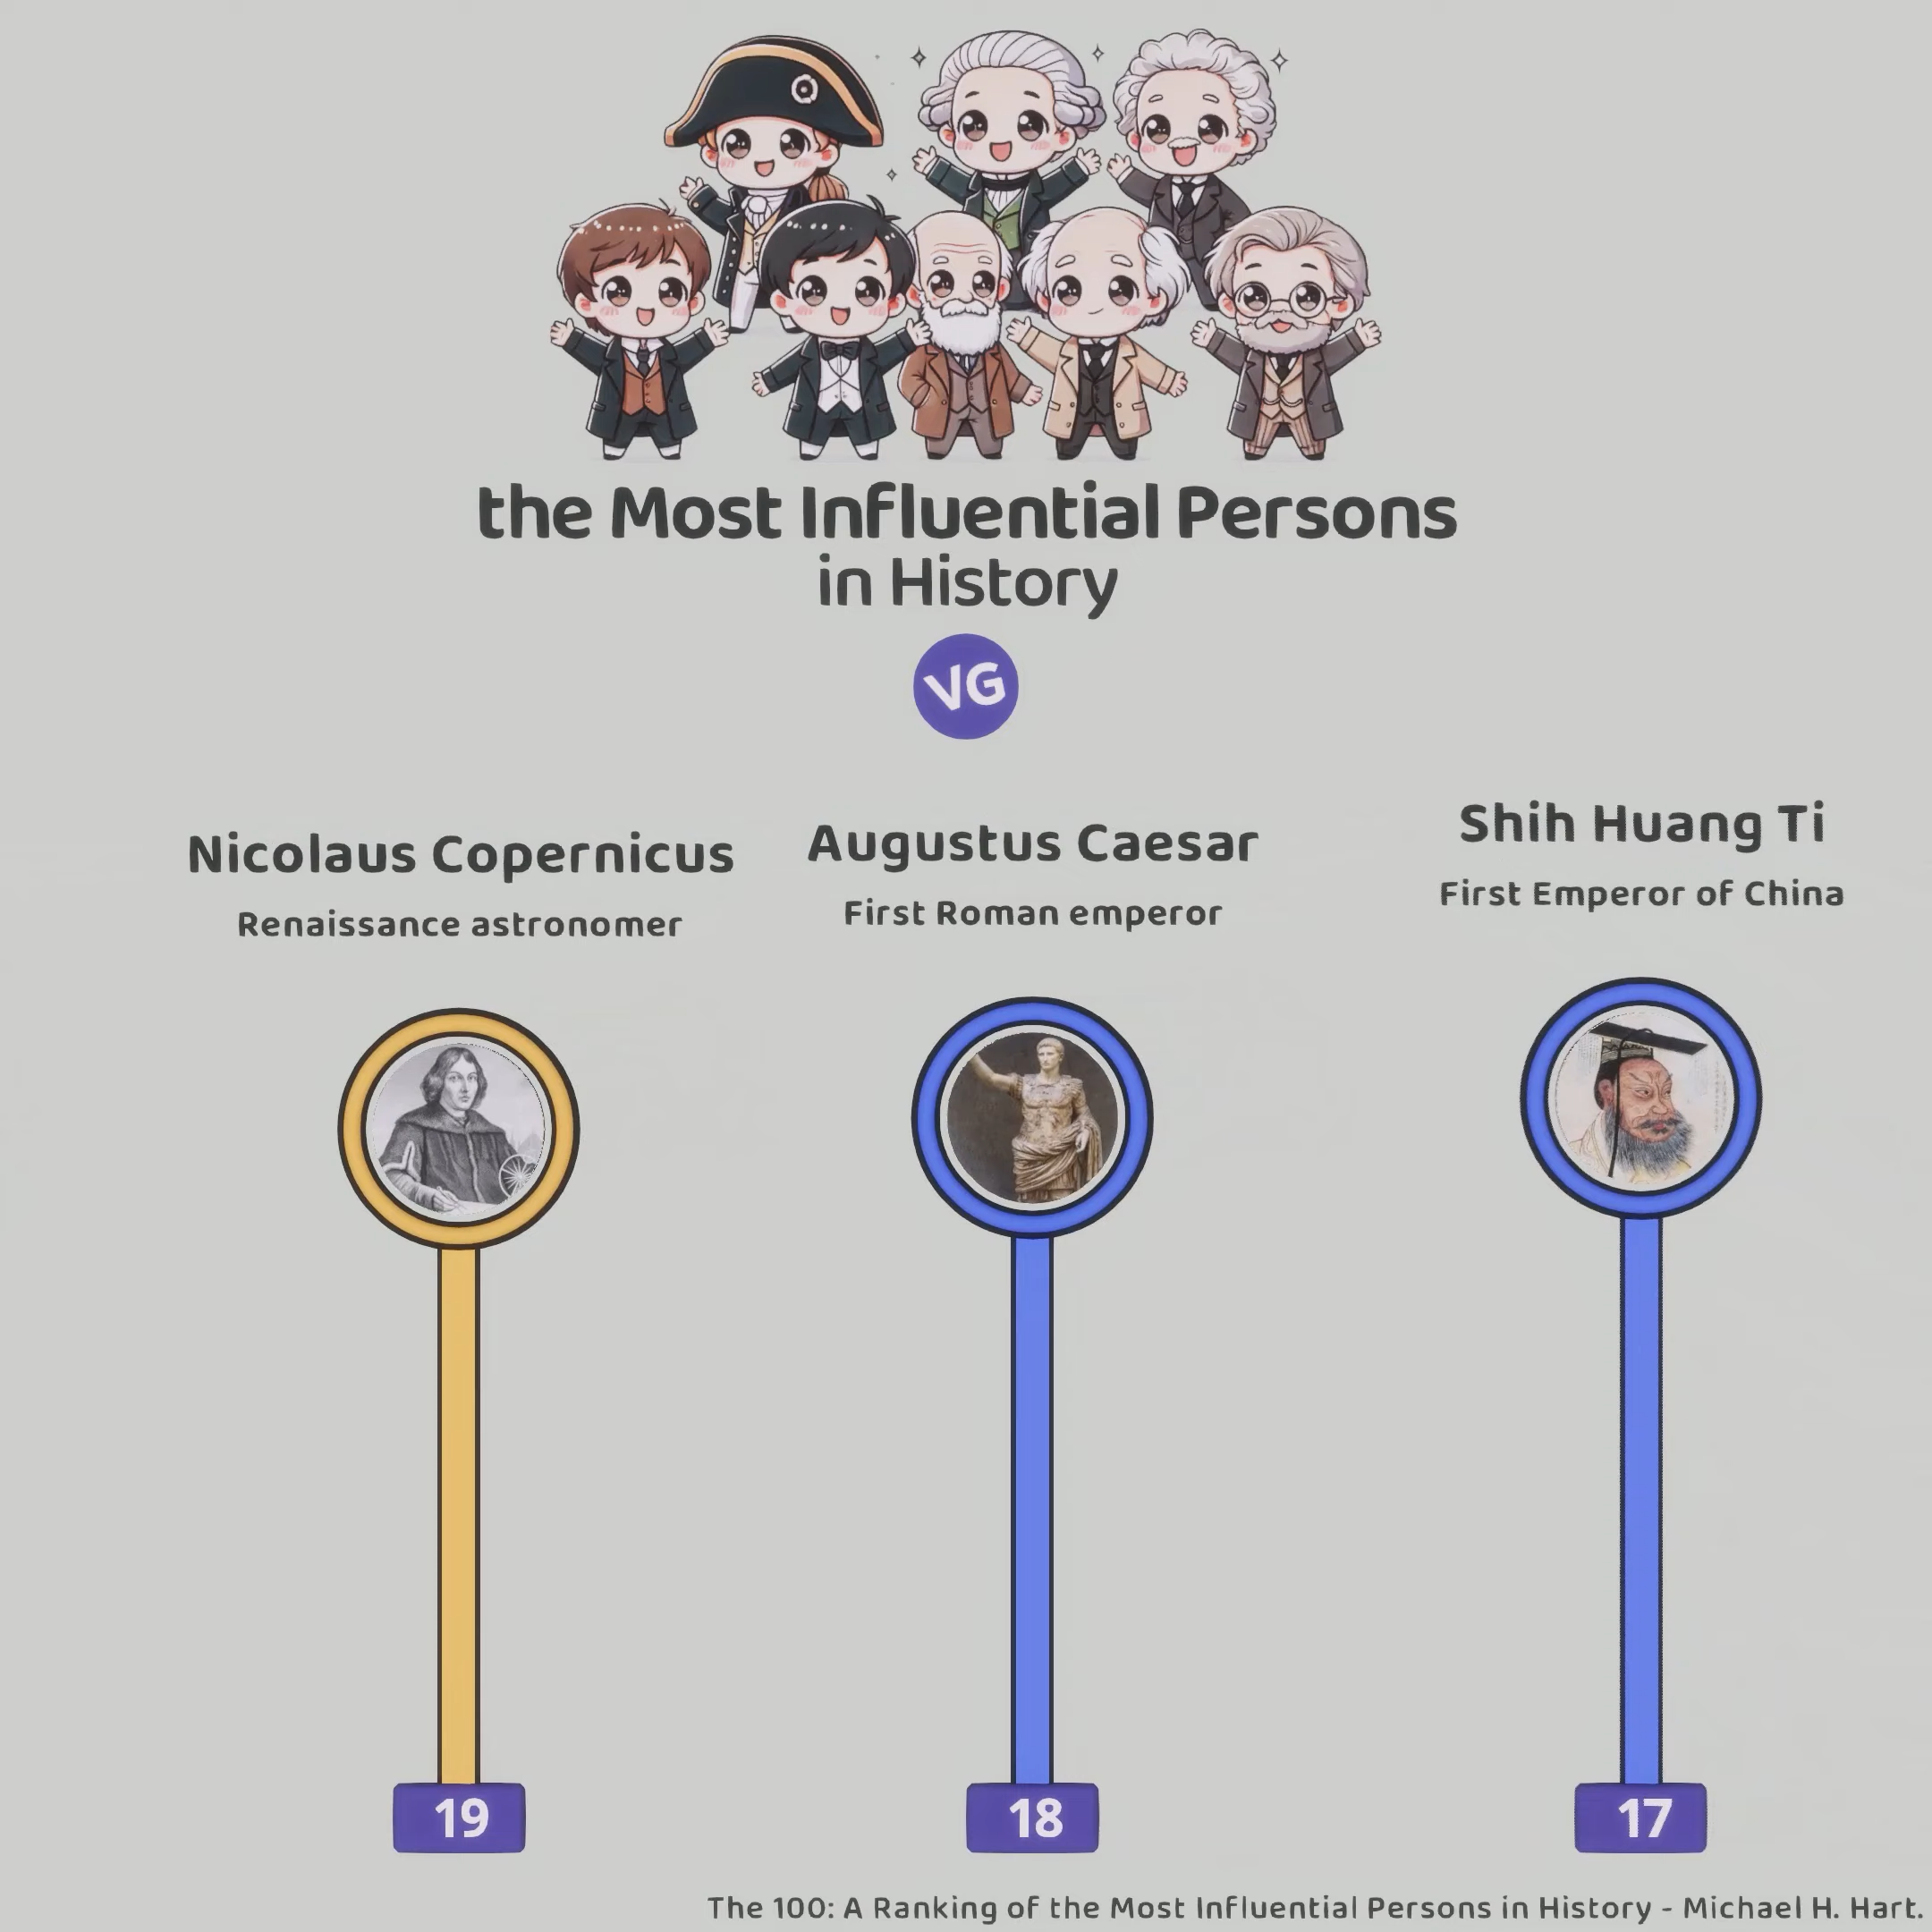 the Most Influential Persons
in History
VG
Nicolaus Copernicus
Renaissance astronomer
Augustus Caesar
First Roman emperor
Shih Huang Ti
First Emperor of China
19
18
17
The 100: A Ranking of the Most Influential Persons in History - Michael H. Hart.